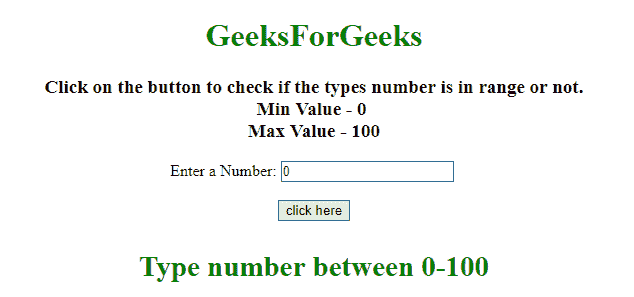 GeeksForGeeks
Click on the button to check if the types number is in range or not.
Min Value - 0
Max Value - 100
Enter a Number: 0
click here
Type number between 0-100